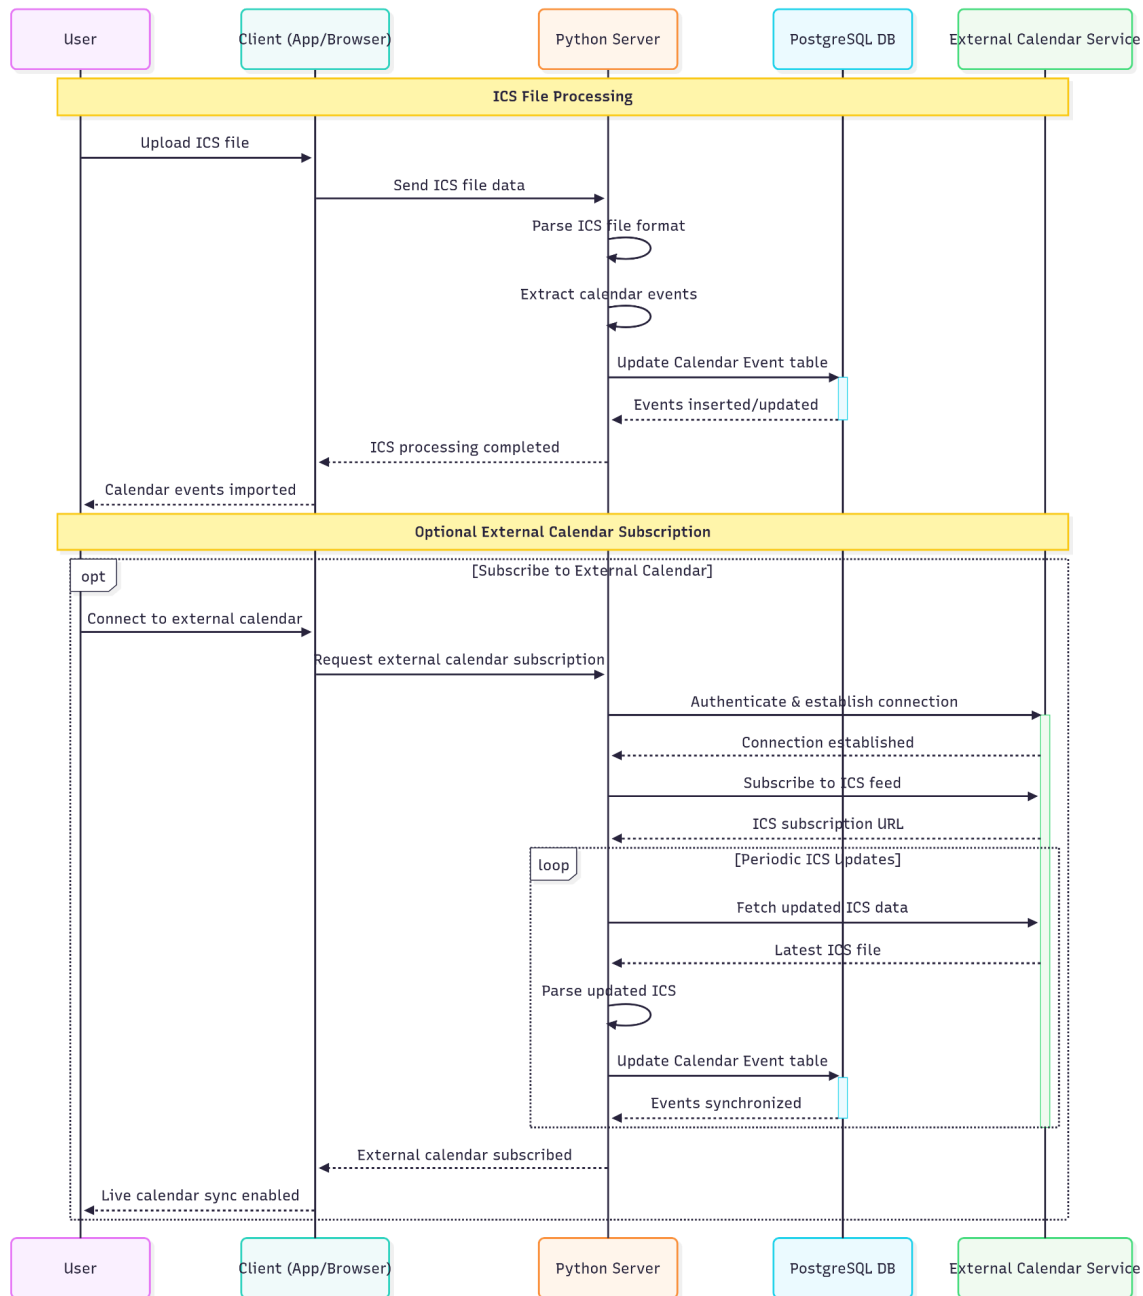 User
Client (App/Browser)
Python Server
PostgreSQL DB
External Calendar Service
ICS File Processing
Upload ICS file
Send ICS file data
Parse ICS file format
Extract calendar events
Update Calendar Event table
Events inserted/updated
ICS processing completed
Calendar events imported
Optional External Calendar Subscription
opt
[Subscribe to External Calendar]
Connect to external calendar
Request external calendar subscription
Authenticate & establish connection
Connection established
Subscribe to ICS feed
ICS subscription URL
loop
[Periodic ICS Updates]
Fetch updated ICS data
Latest ICS file
Parse updated ICS
Update Calendar Event table
Events synchronized
External calendar subscribed
Live calendar sync enabled
User
Client (App/Browser)
Python Server
PostgreSQL DB
External Calendar Service